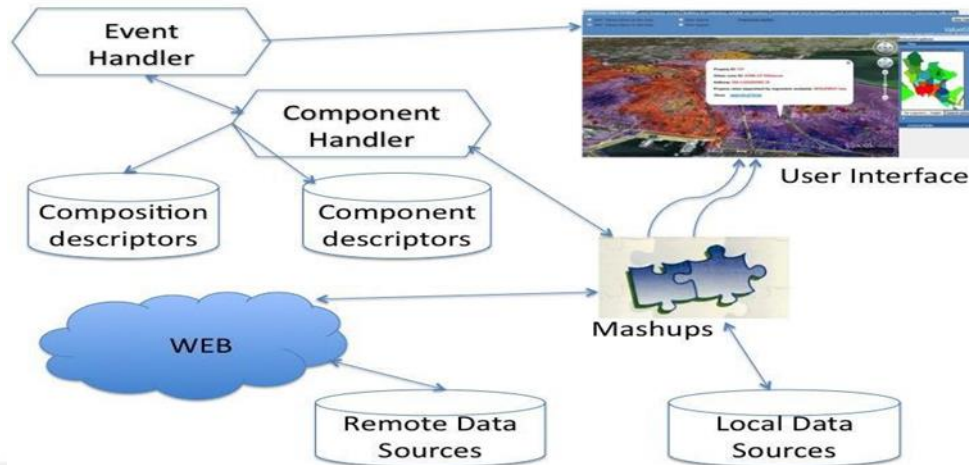 Event
Handler
Component
Handler
Composition
descriptors
Component
descriptors
User Interface
WEB
Mashups
Remote Data
Sources
Local Data
Sources